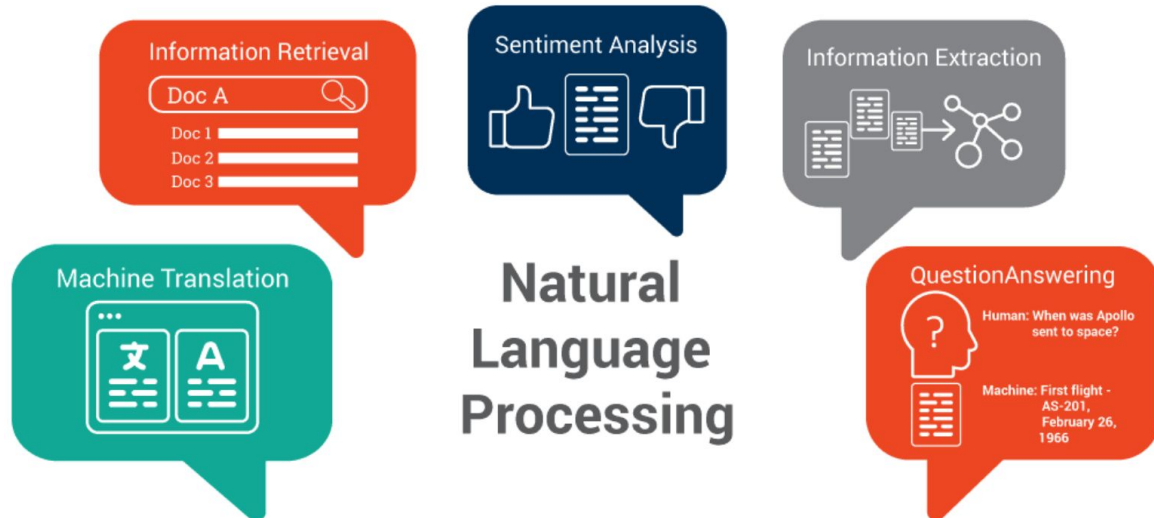 Information Retrieval
Doc A
Doc 1
Doc 2
Doc 3
Sentiment Analysis
Information Extraction
Machine Translation
文 A
Natural
Language
Processing
QuestionAnswering
?
Human: When was Apollo
sent to space?
Machine: First flight -
AS-201,
February 26,
1966